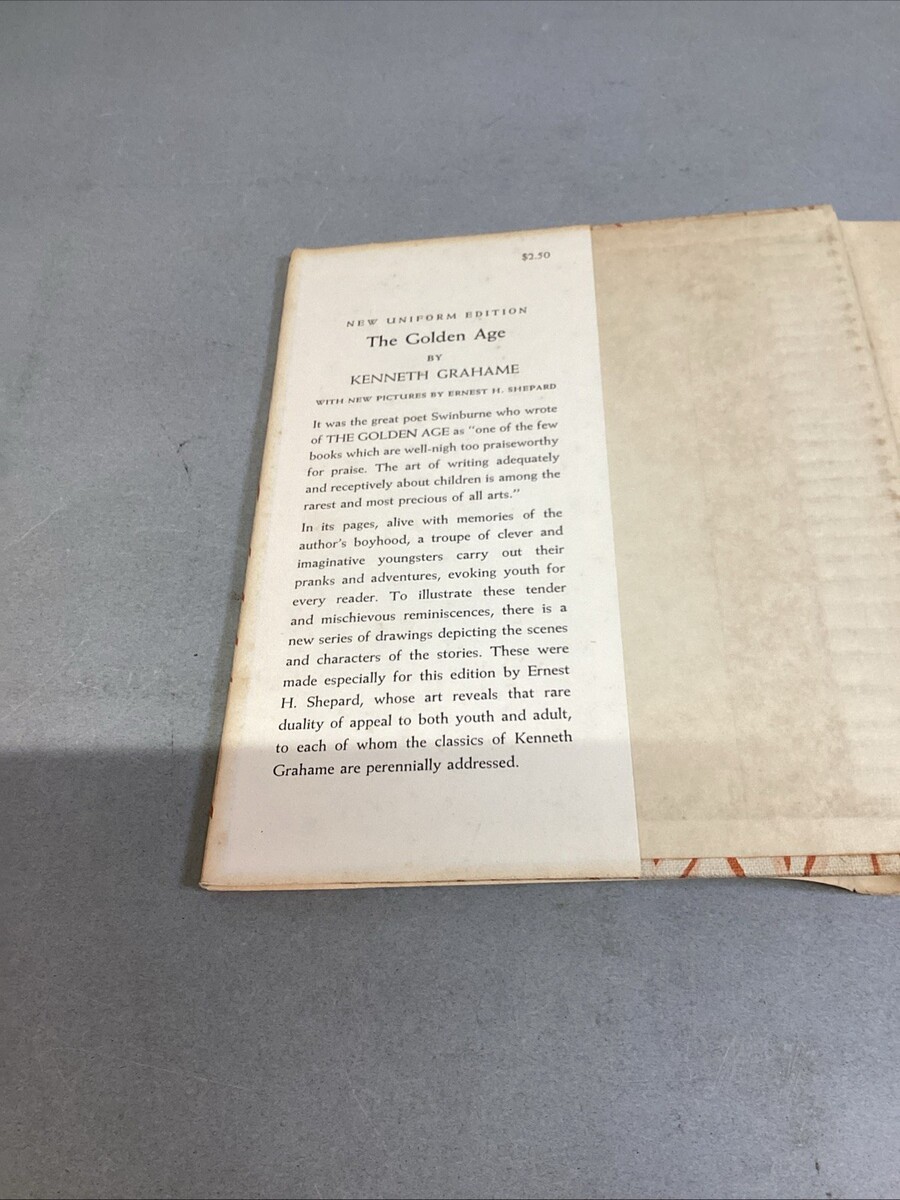 $2.50
NEW UNIFORM EDITION
The Golden Age
BY
KENNETH GRAHAME
WITH NEW PICTURES BY ERNEST H. SHEPARD
It was the great poet Swinburne who wrote
of THE GOLDEN AGE as "one of the few
books which are well-nigh too praiseworthy
for praise. The art of writing adequately
and receptively about children is among the
rarest and most precious of all arts."
In its pages, alive with memories of the
author's boyhood, a troupe of clever and
imaginative youngsters carry out their
pranks and adventures, evoking youth for
every reader. To illustrate these tender
and mischievous reminiscences, there is a
new series of drawings depicting the scenes
and characters of the stories. These were
made especially for this edition by Ernest
H. Shepard, whose art reveals that rare
duality of appeal to both youth and adult,
to each of whom the classics of Kenneth
Grahame are perennially addressed.